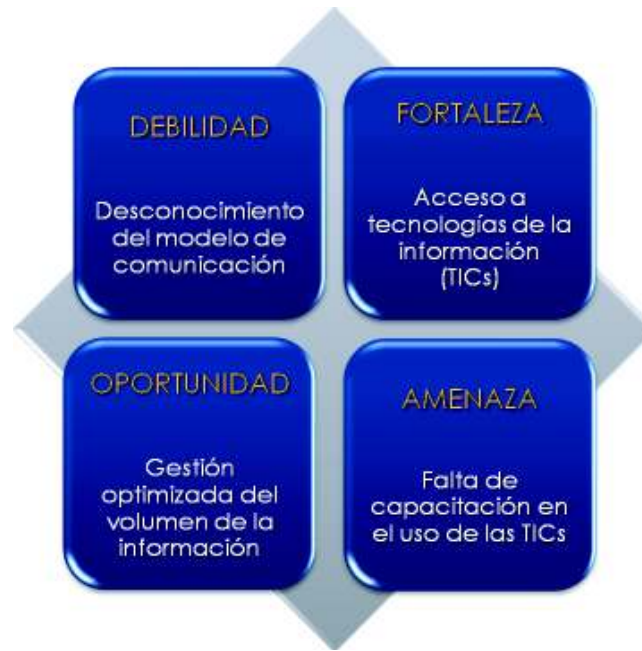 DEBILIDAD
Desconocimiento
del modelo de
comunicación
FORTALEZA
Acceso a
tecnologías de la
información
(TICs)
OPORTUNIDAD
Gestión
optimizada del
volumen de la
información
AMENAZA
Falta de
capacitación en
el uso de las TICs